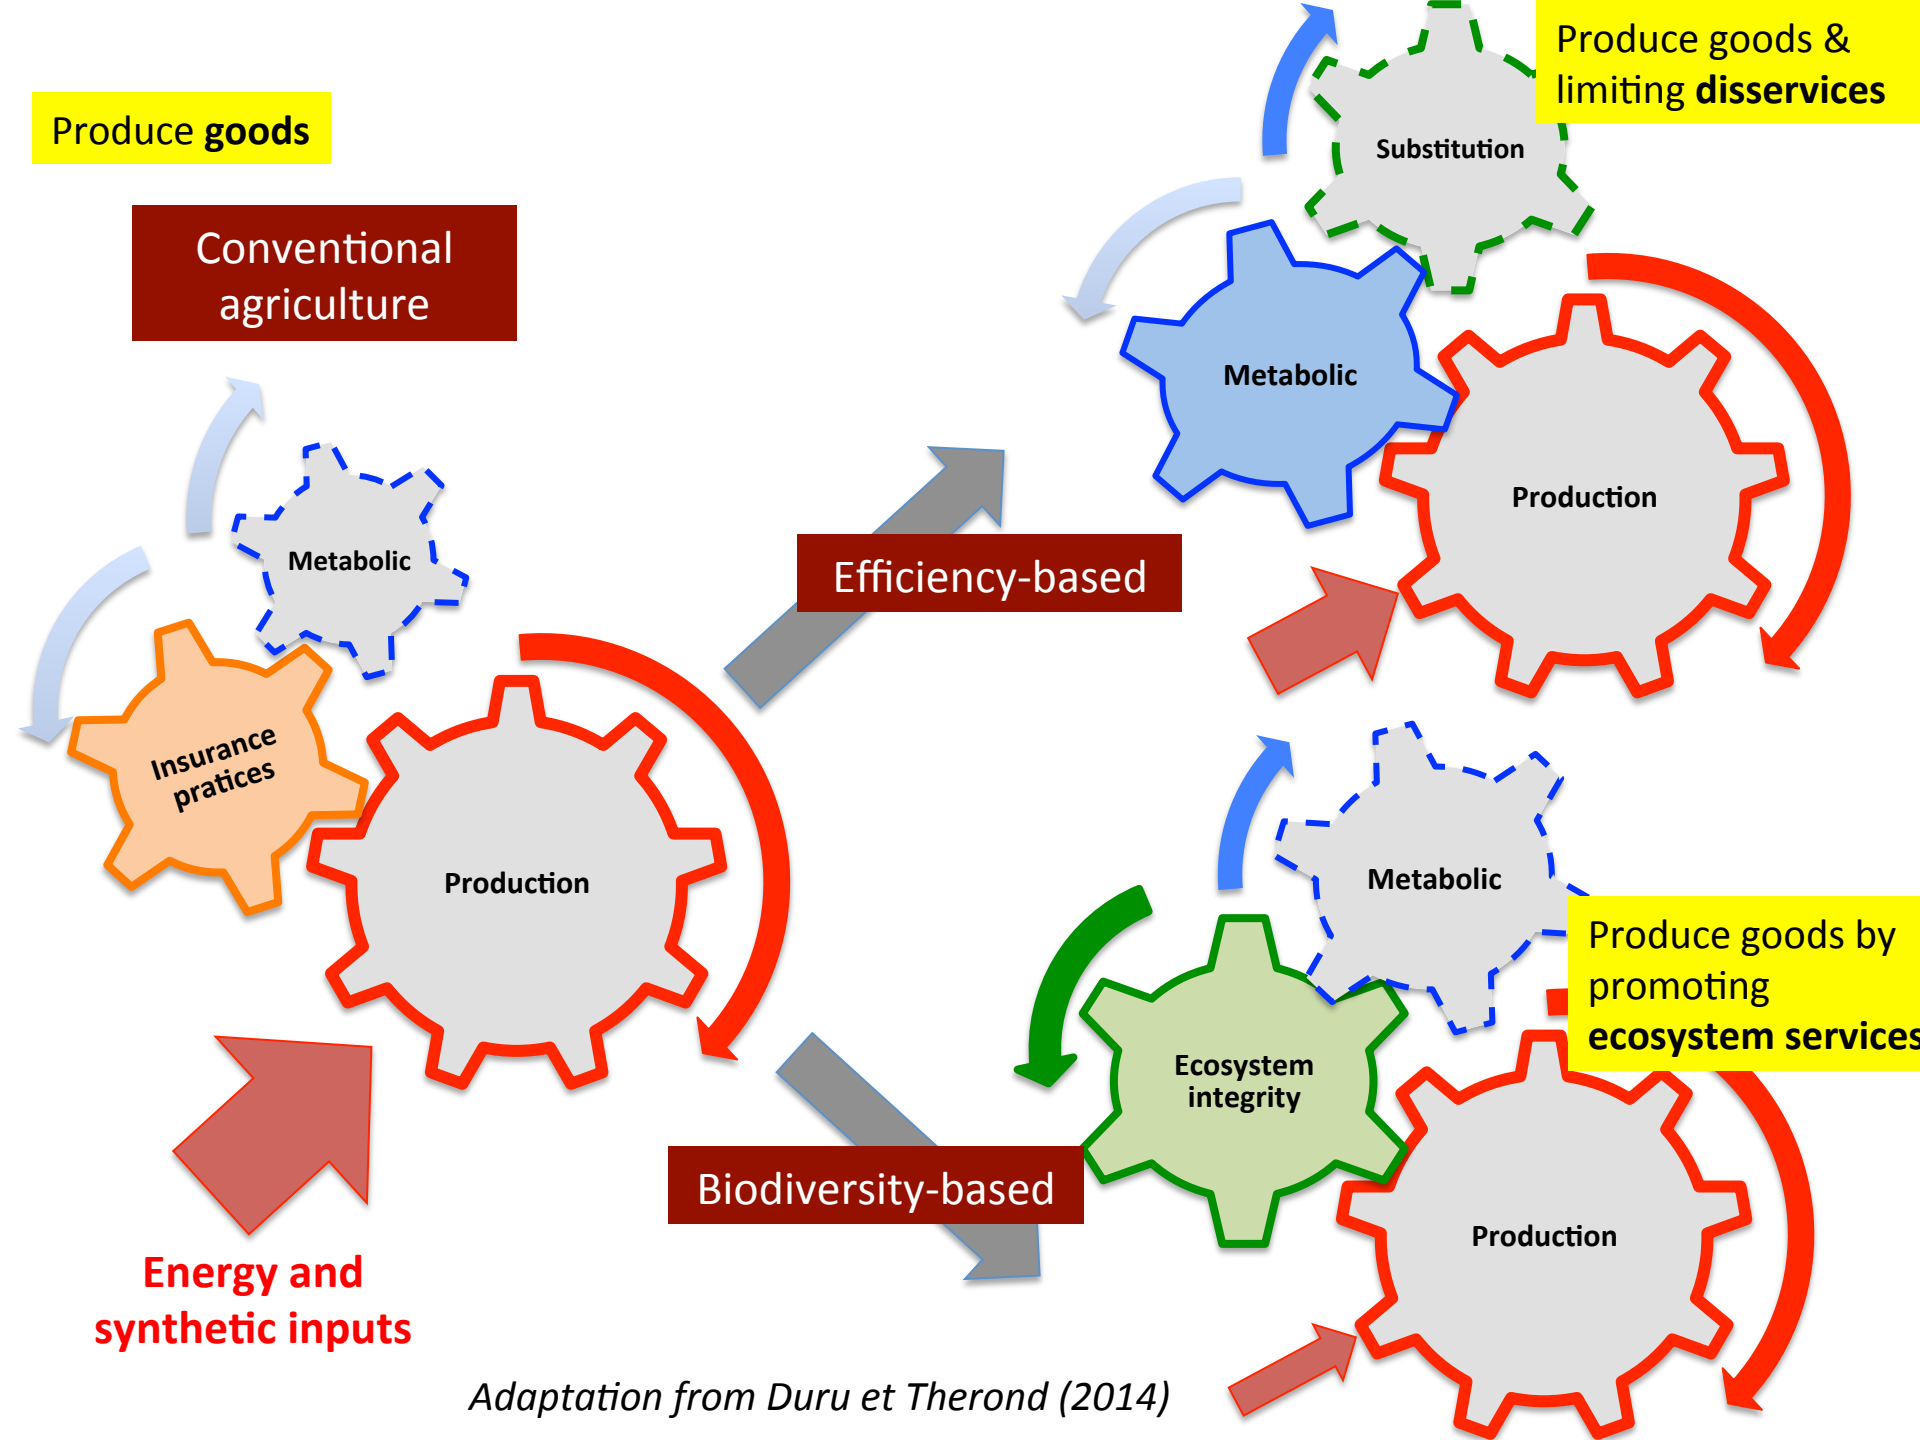 Produce goods
Conventional
agriculture
Metabolic
Insurance
pratices
Production
Energy and
synthetic inputs
Efficiency-based
Biodiversity-based
Produce goods &
limiting disservices
Substitution
Metabolic
Production
Metabolic
Produce goods by
promoting
ecosystem services
Ecosystem
integrity
Production
Adaptation from Duru et Therond (2014)